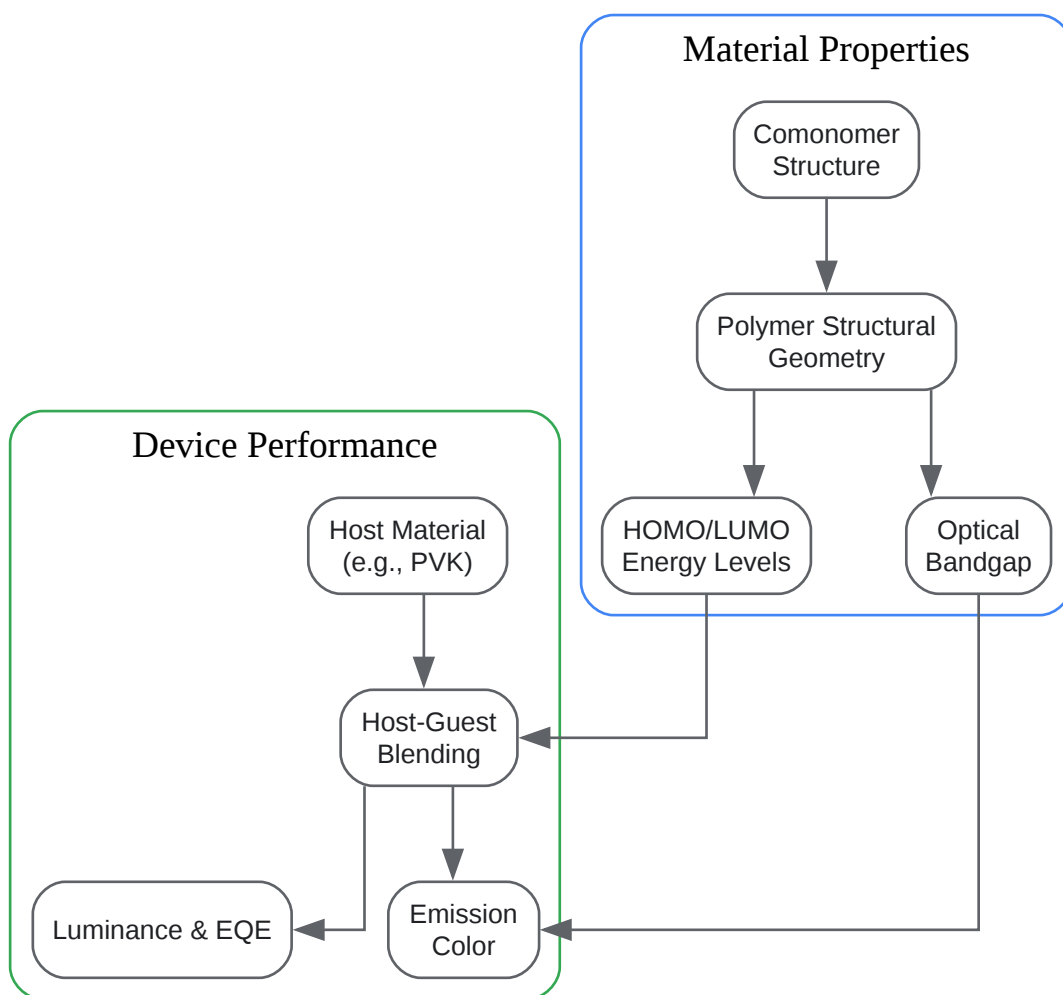 Material Properties
Comonomer
Structure
Polymer Structural
Geometry
HOMO/LUMO
Energy Levels
Optical
Bandgap
Device Performance
Host Material
(e.g., PVK)
Host-Guest
Blending
Luminance & EQE
Emission
Color